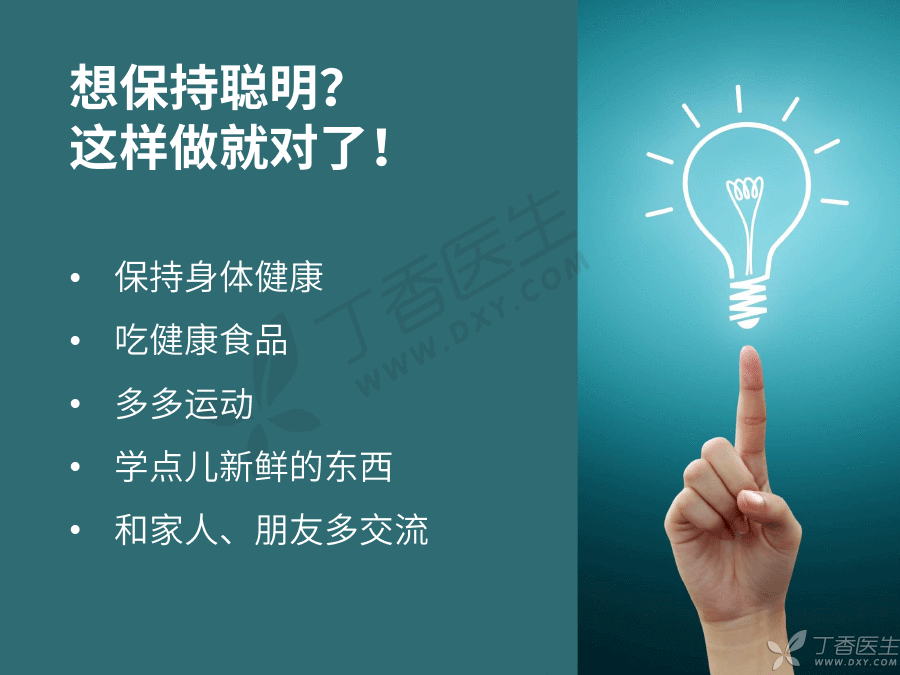 想保持聪明？
这样做就对了！
• 保持身体健康
• 吃健康食品
• 多多运动
• 学点儿新鲜的东西
• 和家人、朋友多交流
丁香医生
WWW.DXY.COM
丁香医生
WWW.DXY.COM